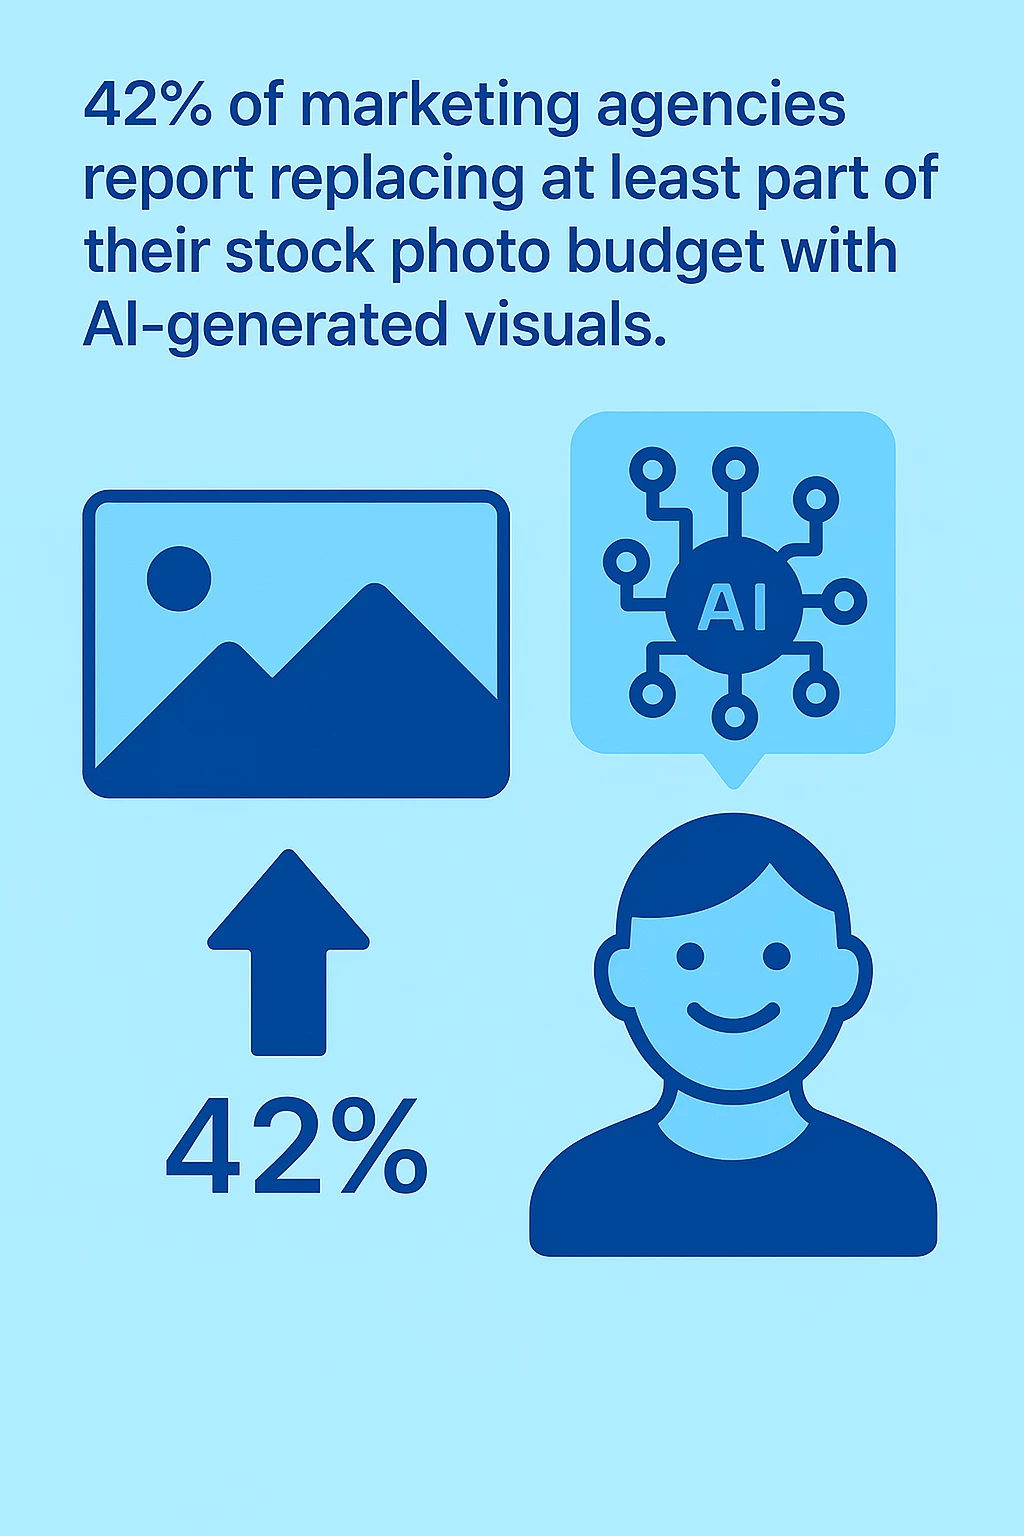 42% of marketing agencies
report replacing at least part of
their stock photo budget with
AI-generated visuals.
AI
42%